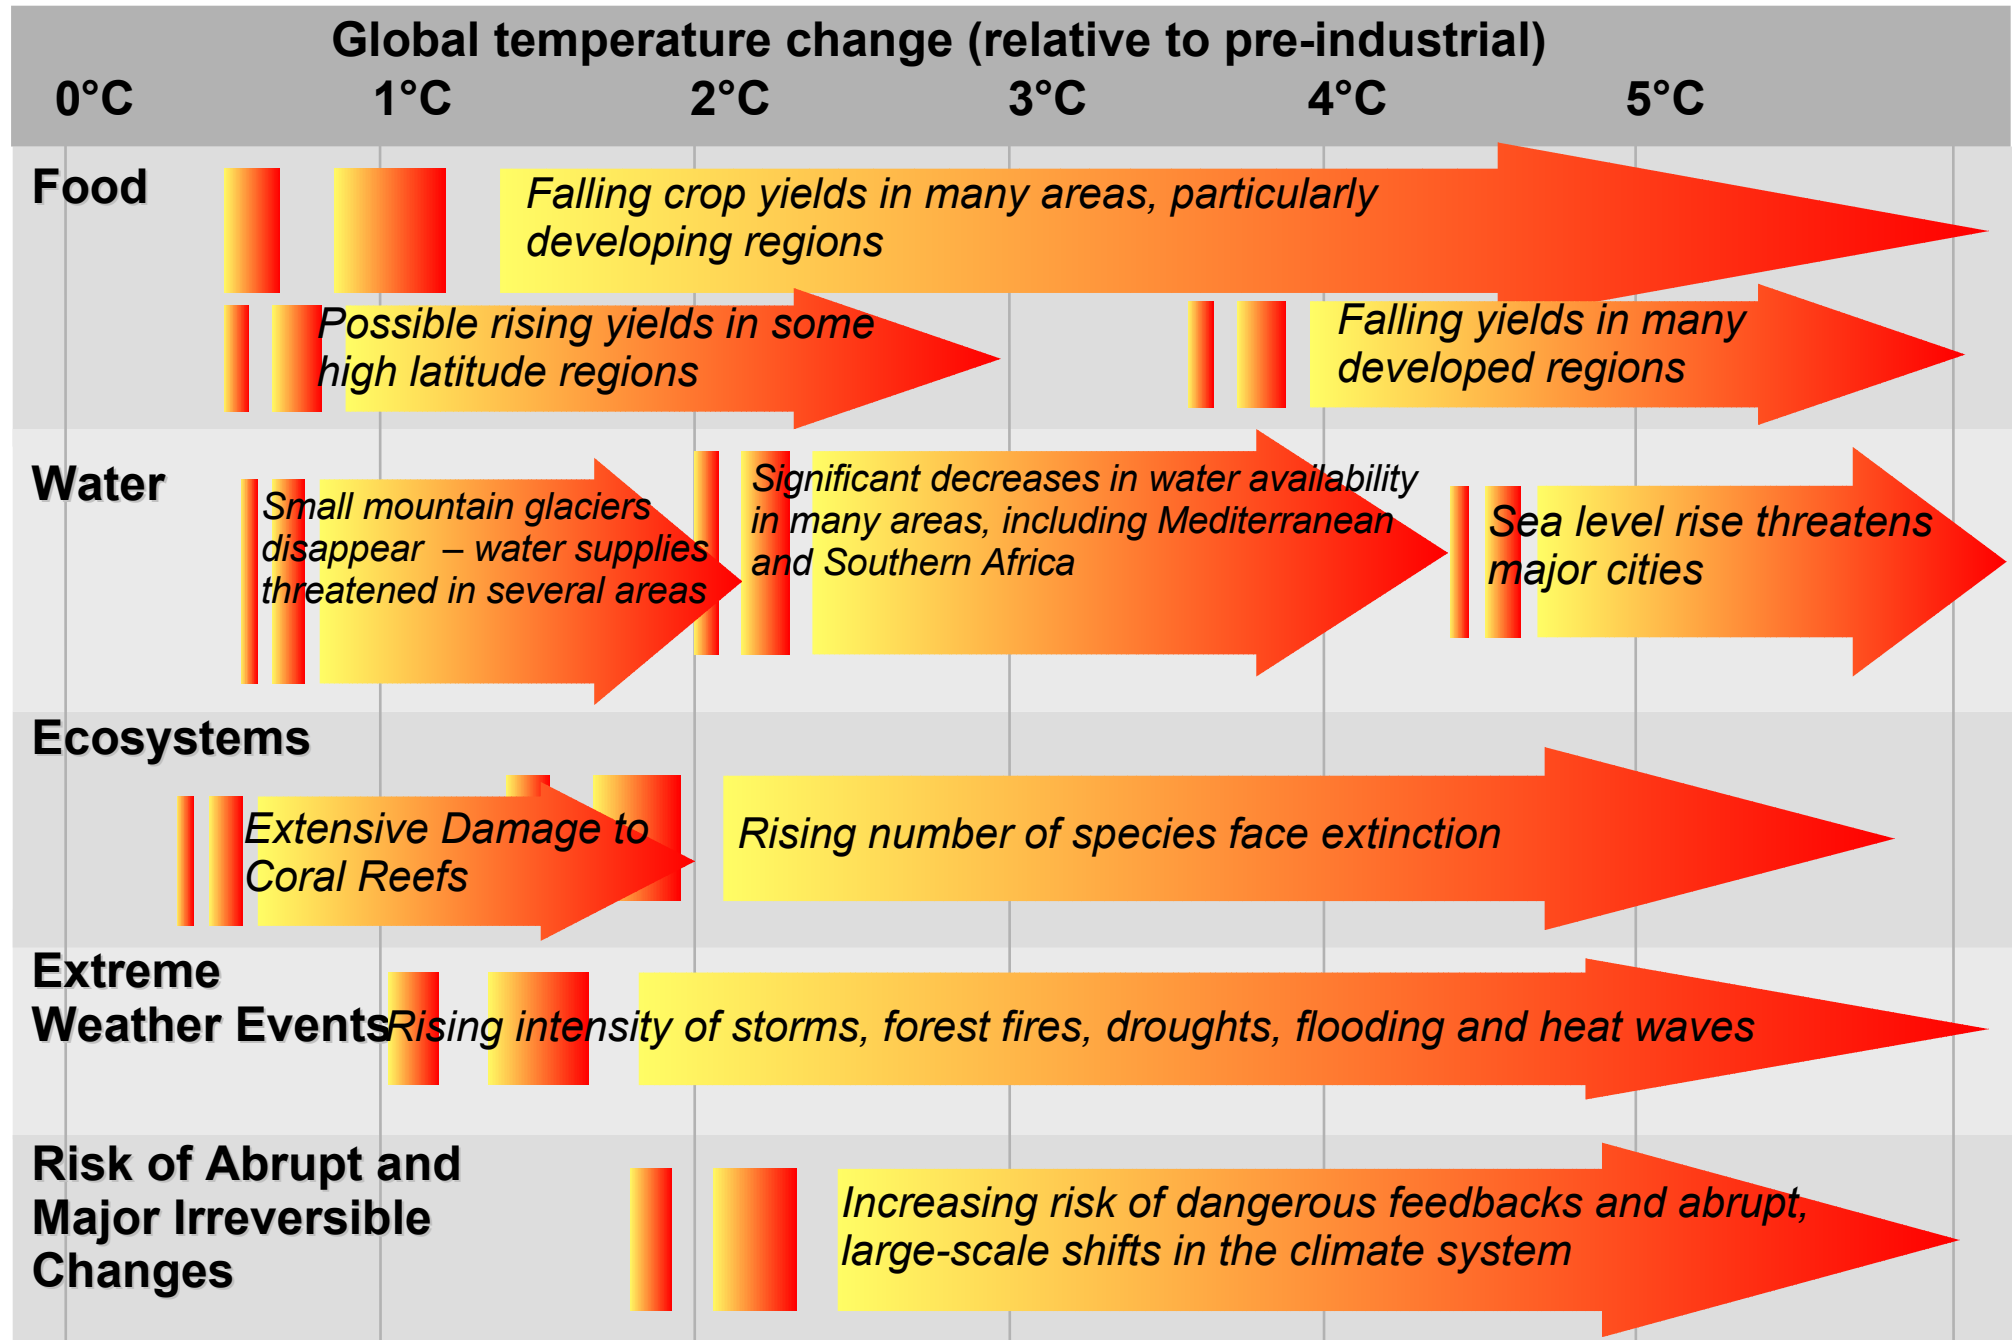 Global temperature change (relative to pre-industrial)
0°C 1°C 2°C 3°C 4°C 5°C
Food
Falling crop yields in many areas, particularly
developing regions
Possible rising yields in some
high latitude regions
Falling yields in many
developed regions
Water
Small mountain glaciers
disappear – water supplies
threatened in several areas
Significant decreases in water availability
in many areas, including Mediterranean
and Southern Africa
Sea level rise threatens
major cities
Ecosystems
Extensive Damage to
Coral Reefs
Rising number of species face extinction
Extreme
Weather Events
Rising intensity of storms, forest fires, droughts, flooding and heat waves
Risk of Abrupt and
Major Irreversible
Changes
Increasing risk of dangerous feedbacks and abrupt,
large-scale shifts in the climate system